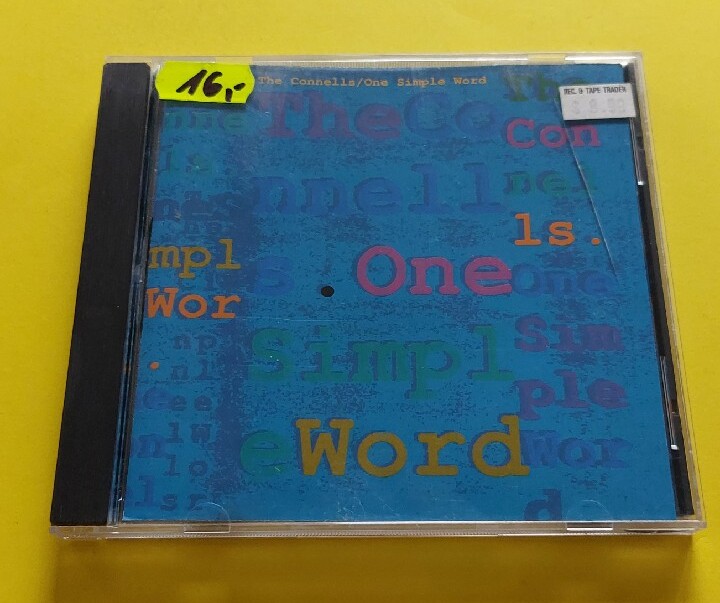 16,-
The Connells/One Simple Word
REC. & TAPE TRADER
TheCo
nnell
s One
Simpl
eWord
The
Con
nel
ls.
One
Sim
ple
Wor
d
mpl
Wor
.